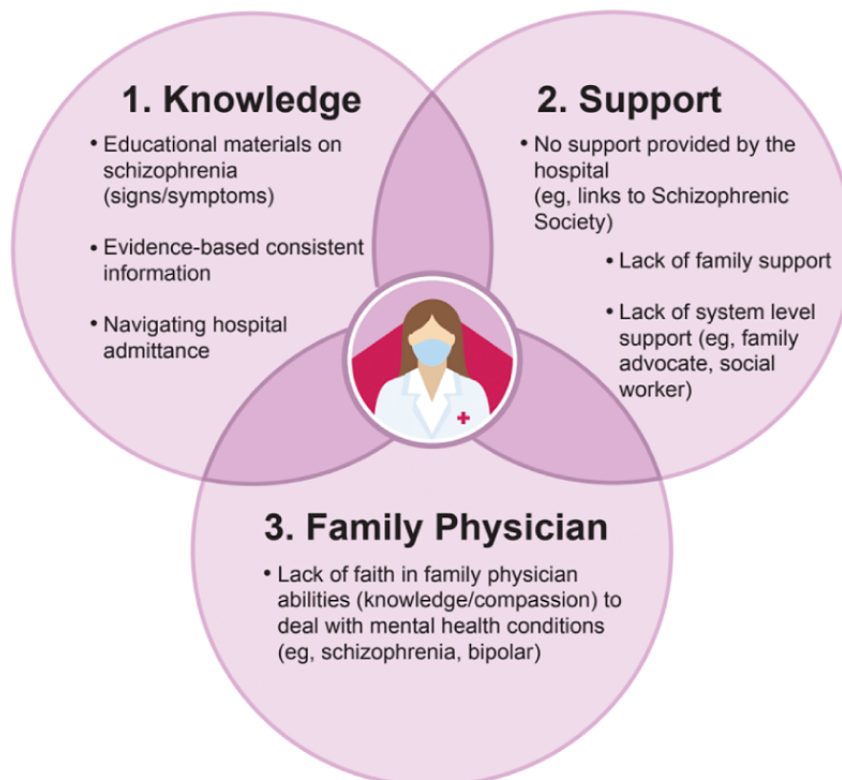 1. Knowledge
• Educational materials on
schizophrenia
(signs/symptoms)
• Evidence-based consistent
information
• Navigating hospital
admittance
2. Support
• No support provided by the
hospital
(eg, links to Schizophrenic
Society)
• Lack of family support
• Lack of system level
support (eg, family
advocate, social
worker)
3. Family Physician
• Lack of faith in family physician
abilities (knowledge/compassion) to
deal with mental health conditions
(eg, schizophrenia, bipolar)